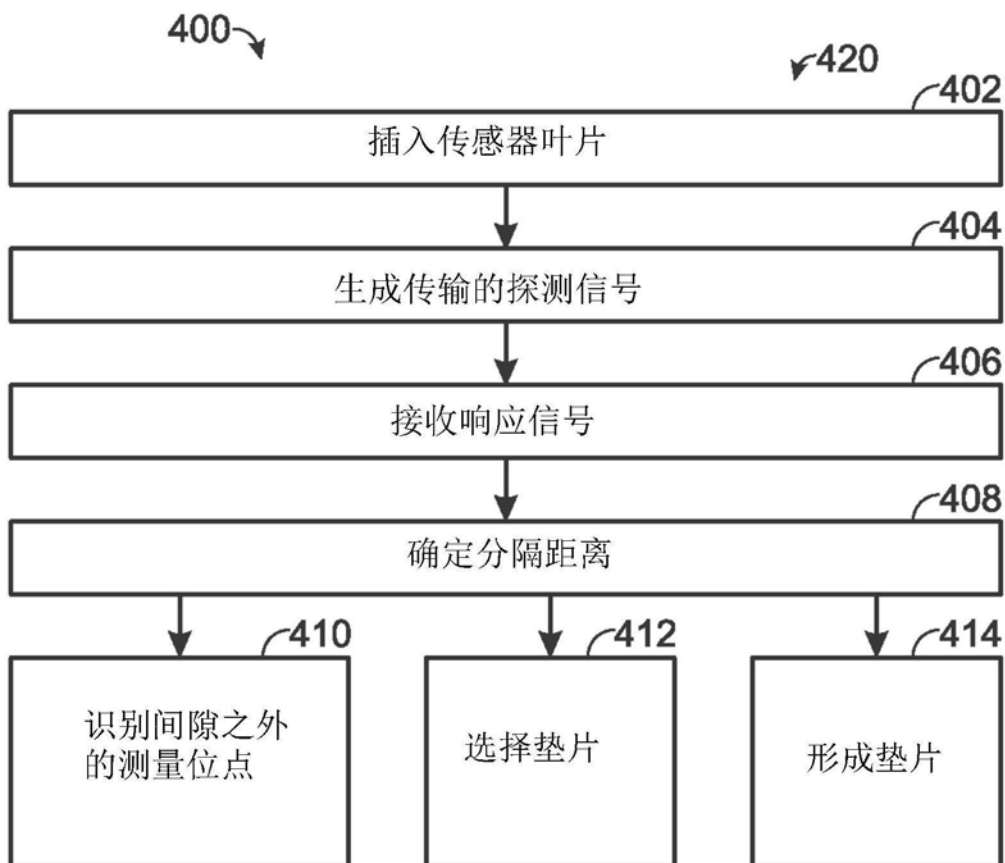 400
420
402
插入传感器叶片
404
生成传输的探测信号
406
接收响应信号
408
确定分隔距离
410
识别间隙之外
的测量位点
412
选择垫片
414
形成垫片